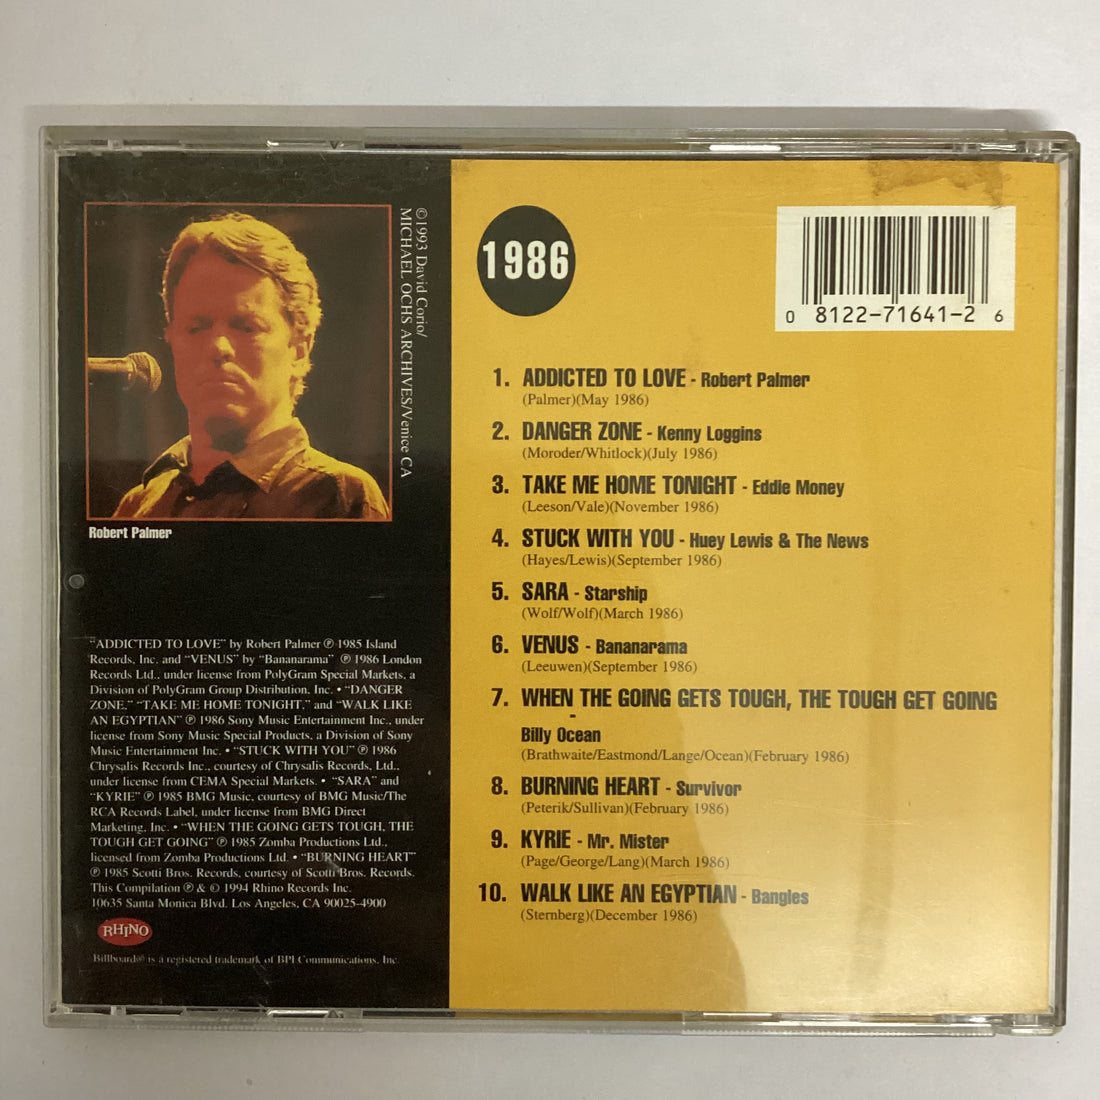 ©1993 David Corio/
MICHAEL OCHS ARCHIVES/Venice CA
Robert Palmer
"ADDICTED TO LOVE" by Robert Palmer ℗ 1985 Island
Records, Inc. and "VENUS" by "Bananarama" ℗ 1986 London
Records Ltd., under license from PolyGram Special Markets, a
Division of PolyGram Group Distribution, Inc. • "DANGER
ZONE," "TAKE ME HOME TONIGHT," and "WALK LIKE
AN EGYPTIAN" ℗ 1986 Sony Music Entertainment Inc., under
license from Sony Music Special Products, a Division of Sony
Music Entertainment Inc. • "STUCK WITH YOU" ℗ 1986
Chrysalis Records Inc., courtesy of Chrysalis Records, Ltd.,
under license from CEMA Special Markets. • "SARA" and
"KYRIE" ℗ 1985 BMG Music, courtesy of BMG Music/The
RCA Records Label, under license from BMG Direct
Marketing, Inc. • "WHEN THE GOING GETS TOUGH, THE
TOUGH GET GOING" ℗ 1985 Zomba Productions Ltd.,
licensed from Zomba Productions Ltd. • "BURNING HEART"
℗ 1985 Scotti Bros. Records, courtesy of Scotti Bros. Records.
This Compilation ℗ & © 1994 Rhino Records Inc.
10635 Santa Monica Blvd. Los Angeles, CA 90025-4900
RHINO
Billboard® is a registered trademark of BPI Communications, Inc.
1986
0 8122-71641-2 6
1. ADDICTED TO LOVE - Robert Palmer
(Palmer)(May 1986)
2. DANGER ZONE - Kenny Loggins
(Moroder/Whitlock)(July 1986)
3. TAKE ME HOME TONIGHT - Eddie Money
(Leeson/Vale)(November 1986)
4. STUCK WITH YOU - Huey Lewis & The News
(Hayes/Lewis)(September 1986)
5. SARA - Starship
(Wolf/Wolf)(March 1986)
6. VENUS - Bananarama
(Leeuwen)(September 1986)
7. WHEN THE GOING GETS TOUGH, THE TOUGH GET GOING
-
Billy Ocean
(Brathwaite/Eastmond/Lange/Ocean)(February 1986)
8. BURNING HEART - Survivor
(Peterik/Sullivan)(February 1986)
9. KYRIE - Mr. Mister
(Page/George/Lang)(March 1986)
10. WALK LIKE AN EGYPTIAN - Bangles
(Sternberg)(December 1986)